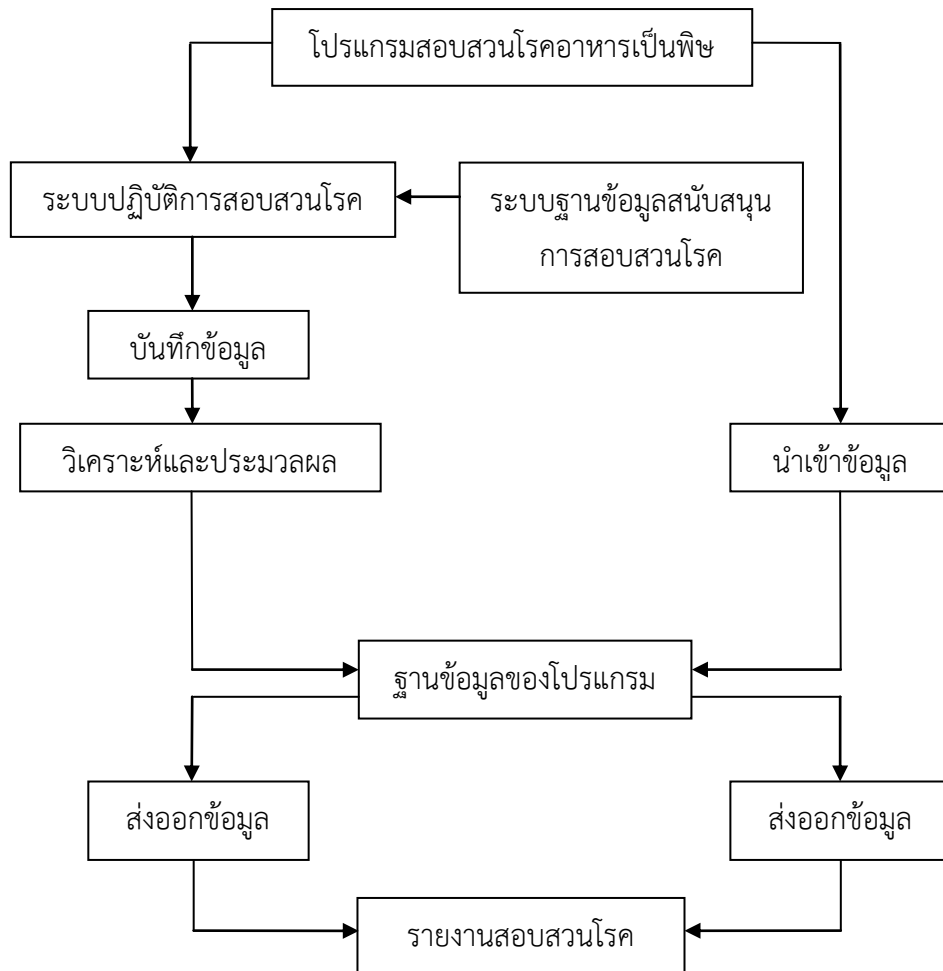 โปรแกรมสอบสวนโรคอาหารเป็นพิษ
ระบบปฏิบัติการสอบสวนโรค
ระบบฐานข้อมูลสนับสนุน
การสอบสวนโรค
บันทึกข้อมูล
วิเคราะห์และประมวลผล
นำเข้าข้อมูล
ฐานข้อมูลของโปรแกรม
ส่งออกข้อมูล
ส่งออกข้อมูล
รายงานสอบสวนโรค